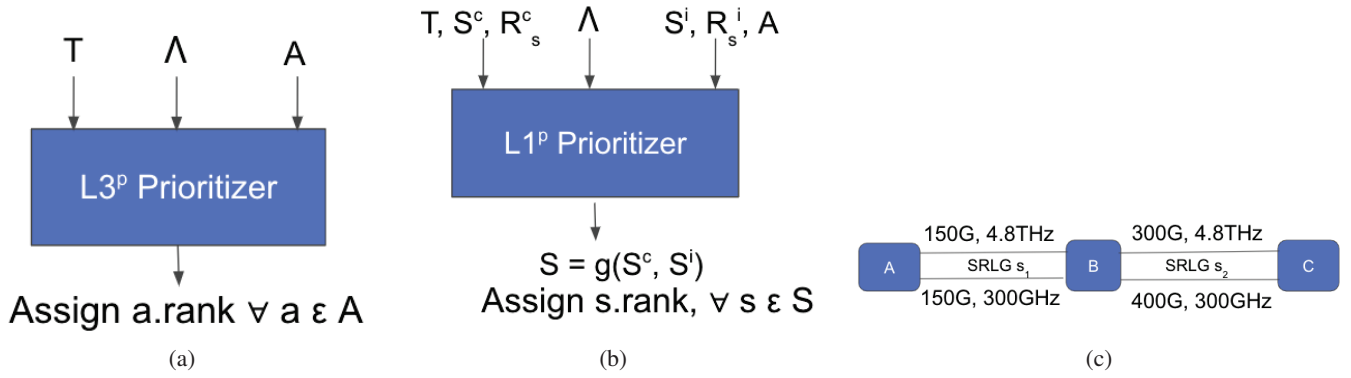 T Λ A
L3ᵖ Prioritizer
Assign a.rank ∀ a ε A
(a)
T, Sᶜ, Rᶜₛ Λ Sⁱ, Rₛⁱ, A
L1ᵖ Prioritizer
S = g(Sᶜ, Sⁱ)
Assign s.rank, ∀ s ε S
(b)
150G, 4.8THz 300G, 4.8THz
A SRLG s₁ B SRLG s₂ C
150G, 300GHz 400G, 300GHz
(c)